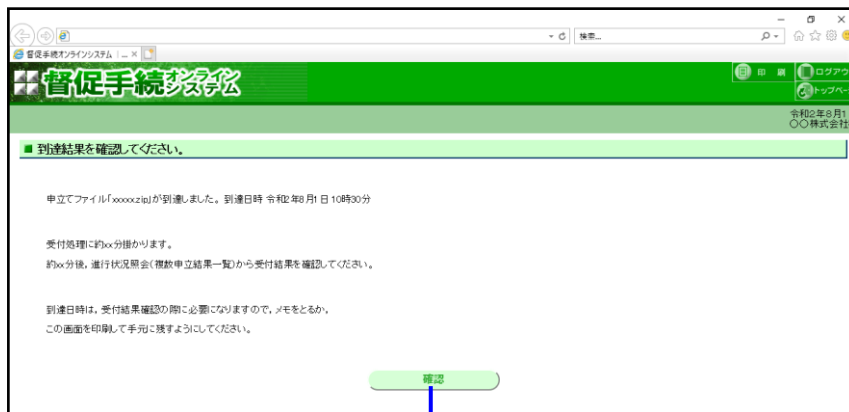 検索...
督促手続オンラインシステム | ...
督促手続オンラインシステム
印 刷
ログアウ
トップペー
令和2年8月1
〇〇株式会社
■ 到達結果を確認してください。
申立てファイル「xxxxx.zip」が到達しました。到達日時 令和2年8月1日10時30分
受付処理に約xx分掛かります。
約xx分後，進行状況照会（複数申立結果一覧）から受付結果を確認してください。
到達日時は，受付結果確認の際に必要になりますので，メモをとるか，
この画面を印刷して手元に残すようにしてください。
確認